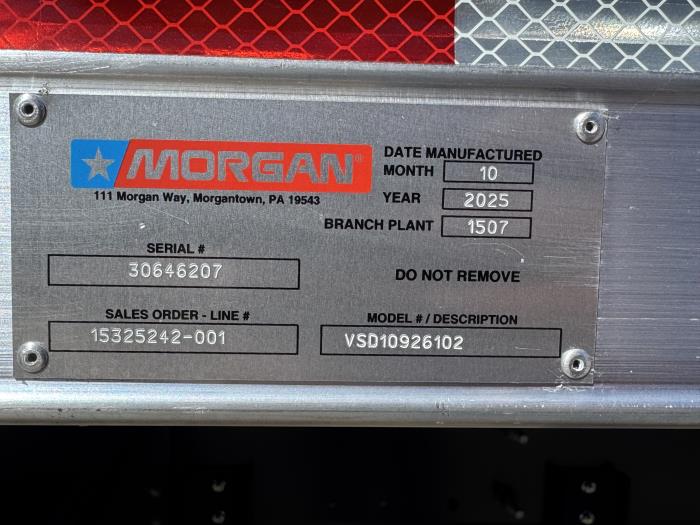 MORGAN®
111 Morgan Way, Morgantown, PA 19543
DATE MANUFACTURED
MONTH 10
YEAR 2025
BRANCH PLANT 1507
SERIAL #
30646207
DO NOT REMOVE
SALES ORDER - LINE #
15325242-001
MODEL # / DESCRIPTION
VSD10926102